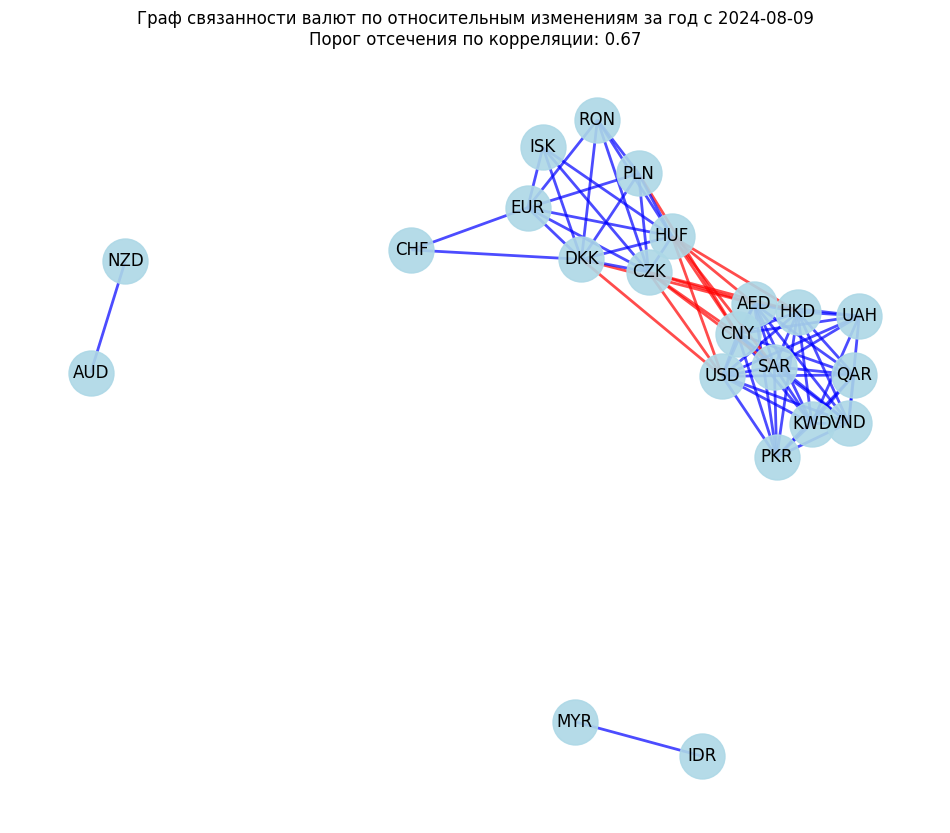 Граф связанности валют по относительным изменениям за год с 2024-08-09
Порог отсечения по корреляции: 0.67
RON
ISK
PLN
EUR
HUF
CHF
DKK
CZK
NZD
AED
HKD
UAH
CNY
AUD
USD
SAR
QAR
KWD
VND
PKR
MYR
IDR